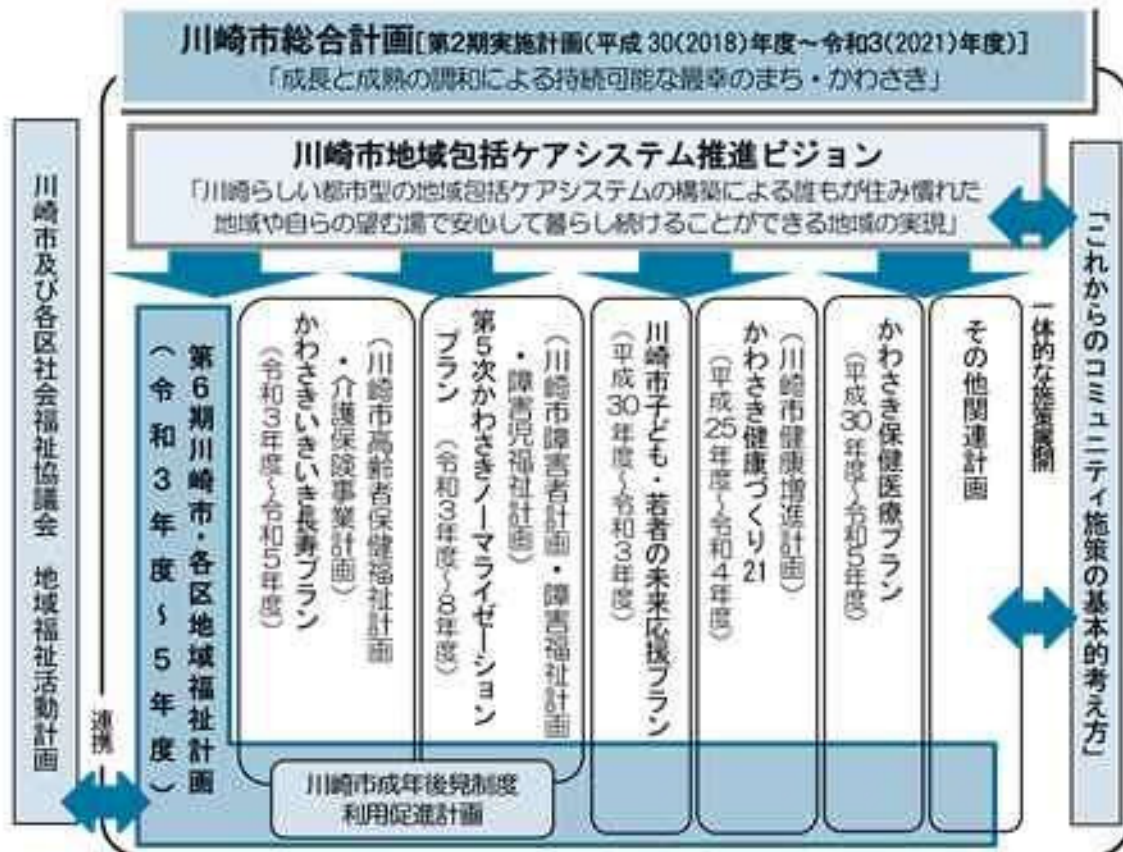 川崎市総合計画[第2期実施計画(平成30(2018)年度～令和3(2021)年度)]
「成長と成熟の調和による持続可能な最幸のまち・かわさき」
川崎市地域包括ケアシステム推進ビジョン
「川崎らしい都市型の地域包括ケアシステムの構築による誰もが住み慣れた
地域や自らの望む場で安心して暮らし続けることができる地域の実現」
川崎市及び各区社会福祉協議会 地域福祉活動計画
連携
第6期川崎市・各区地域福祉計画
(令和3年度～5年度)
(川崎市高齢者保健福祉計画
・介護保険事業計画)
かわさきいきいき長寿プラン
(令和3年度～令和5年度)
(川崎市障害者計画・障害福祉計画
・障害児福祉計画)
第5次かわさきノーマライゼーション
プラン (令和3年度～8年度)
川崎市成年後見制度
利用促進計画
川崎市子ども・若者の未来応援プラン
(平成30年度～令和3年度)
(川崎市健康増進計画)
かわさき健康づくり21
(平成25年度～令和4年度)
かわさき保健医療プラン
(平成30年度～令和5年度)
その他関連計画
一体的な施策展開
「これからのコミュニティ施策の基本的考え方」